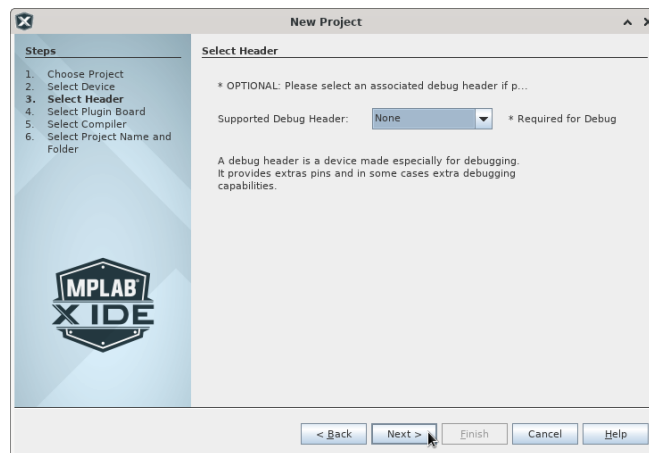 New Project
Steps
1. Choose Project
2. Select Device
3. Select Header
4. Select Plugin Board
5. Select Compiler
6. Select Project Name and
Folder
MPLAB
X IDE
Select Header
* OPTIONAL: Please select an associated debug header if p...
Supported Debug Header: None * Required for Debug
A debug header is a device made especially for debugging.
It provides extras pins and in some cases extra debugging
capabilities.
< Back Next > Finish Cancel Help